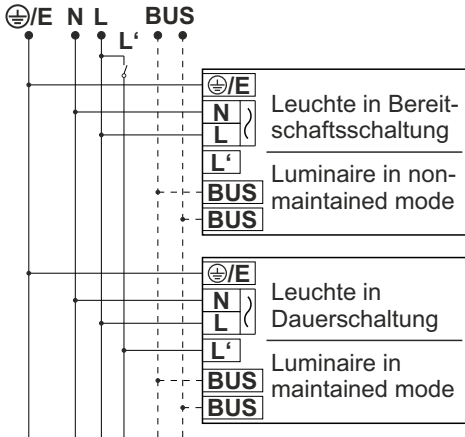 ⏚/E N L BUS
L‘
⏚/E
N
L
L‘
BUS
BUS
Leuchte in Bereit-
schaftsschaltung
Luminaire in non-
maintained mode
⏚/E
N
L
L‘
BUS
BUS
Leuchte in
Dauerschaltung
Luminaire in
maintained mode